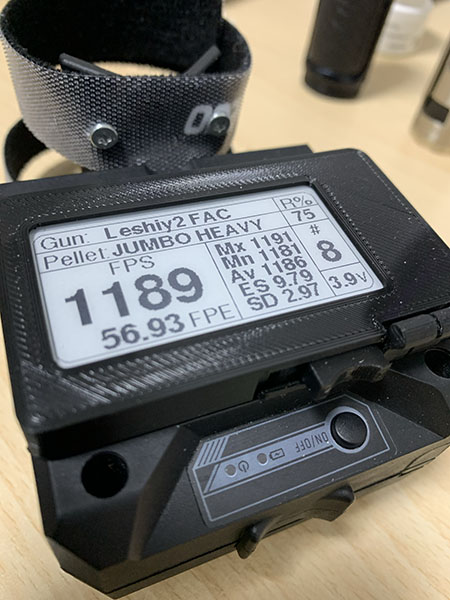 Gun: Leshiy2 FAC
R%
75
Pellet: JUMBO HEAVY
FPS
1189
56.93 FPE
Mx 1191
Mn 1181
Av 1186
ES 9.79
SD 2.97
#
8
3.9V
ON/OFF